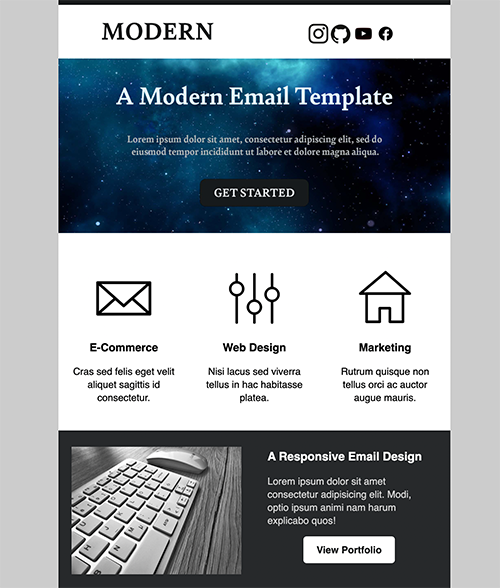 MODERN
A Modern Email Template
Lorem ipsum dolor sit amet, consectetur adipiscing elit, sed do
eiusmod tempor incididunt ut labore et dolore magna aliqua.
GET STARTED
E-Commerce
Cras sed felis eget velit
aliquet sagittis id
consectetur.
Web Design
Nisi lacus sed viverra
tellus in hac habitasse
platea.
Marketing
Rutrum quisque non
tellus orci ac auctor
augue mauris.
A Responsive Email Design
Lorem ipsum dolor sit amet
consectetur adipisicing elit. Modi,
optio ipsum animi nam harum
explicabo quos!
View Portfolio